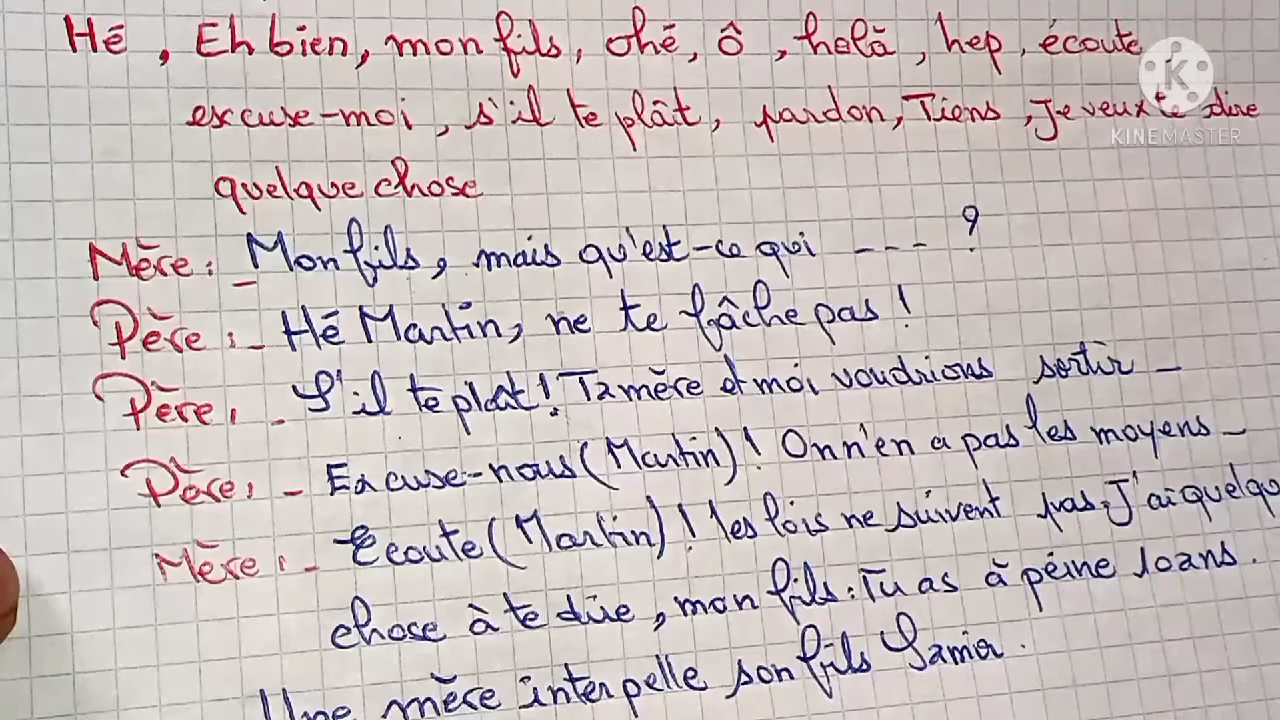 Hé, Eh bien, mon fils, ohé, ô, holà, hep, écoute
excuse-moi, s'il te plaît, pardon, Tiens, Je veux te dire
quelque chose
Mère: _ Mon fils, mais qu'est-ce qui --- ?
Père: _ Hé Martin, ne te fâche pas !
Père: _ S'il te plaît ! Ta mère et moi voudrions sortir _
Père: _ Excuse-nous (Martin) ! On n'en a pas les moyens _
Mère: _ Ecoute (Martin) ! les lois ne suivent pas. J'ai quelqu
chose à te dire, mon fils. Tu as à peine 10 ans.
Une mère interpelle son fils Samir.
K
KINEMASTER